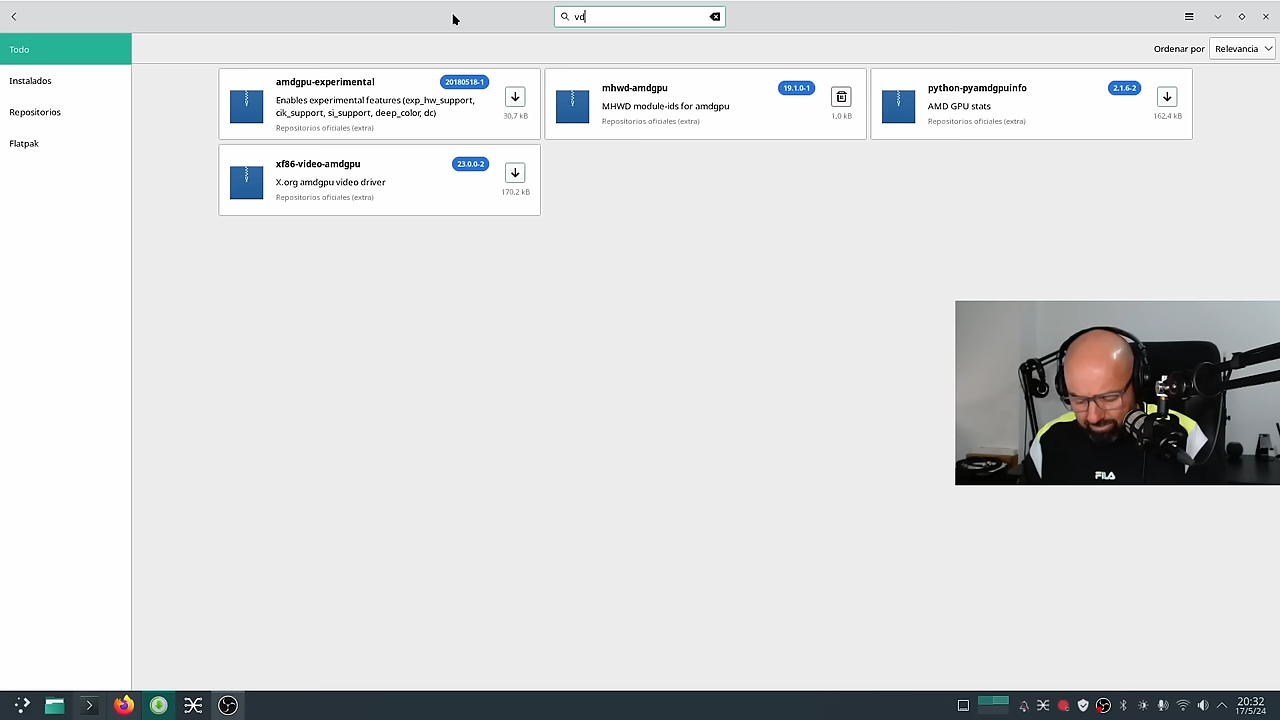 vd
Todo
Ordenar por
Relevancia
Instalados
Repositorios
Flatpak
amdgpu-experimental
20180518-1
Enables experimental features (exp_hw_support,
cik_support, si_support, deep_color, dc)
Repositorios oficiales (extra)
30,7 kB
mhwd-amdgpu
19.1.0-1
MHWD module-ids for amdgpu
Repositorios oficiales (extra)
1,0 kB
python-pyamdgpuinfo
2.1.6-2
AMD GPU stats
Repositorios oficiales (extra)
162,4 kB
xf86-video-amdgpu
23.0.0-2
X.org amdgpu video driver
Repositorios oficiales (extra)
170,2 kB
FILA
20:32
17/5/24